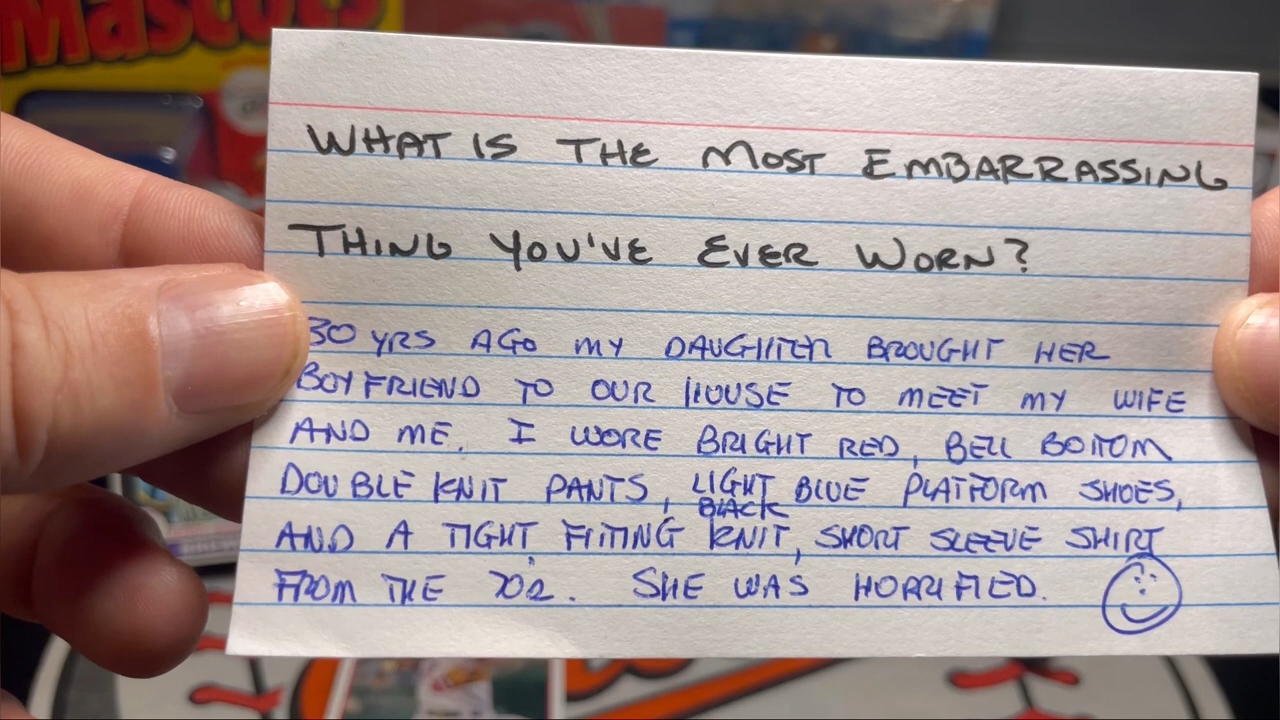 Mascots
WHAT IS THE MOST EMBARRASSING
THING YOU'VE EVER WORN?
30 YRS AGO MY DAUGHTER BROUGHT HER
BOYFRIEND TO OUR HOUSE TO MEET MY WIFE
AND ME. I WORE BRIGHT RED, BELL BOTTOM
DOUBLE KNIT PANTS, LIGHT BLUE PLATFORM SHOES,
BLACK
AND A TIGHT FITTING KNIT, SHORT SLEEVE SHIRT
FROM THE 70's. SHE WAS HORRIFIED.